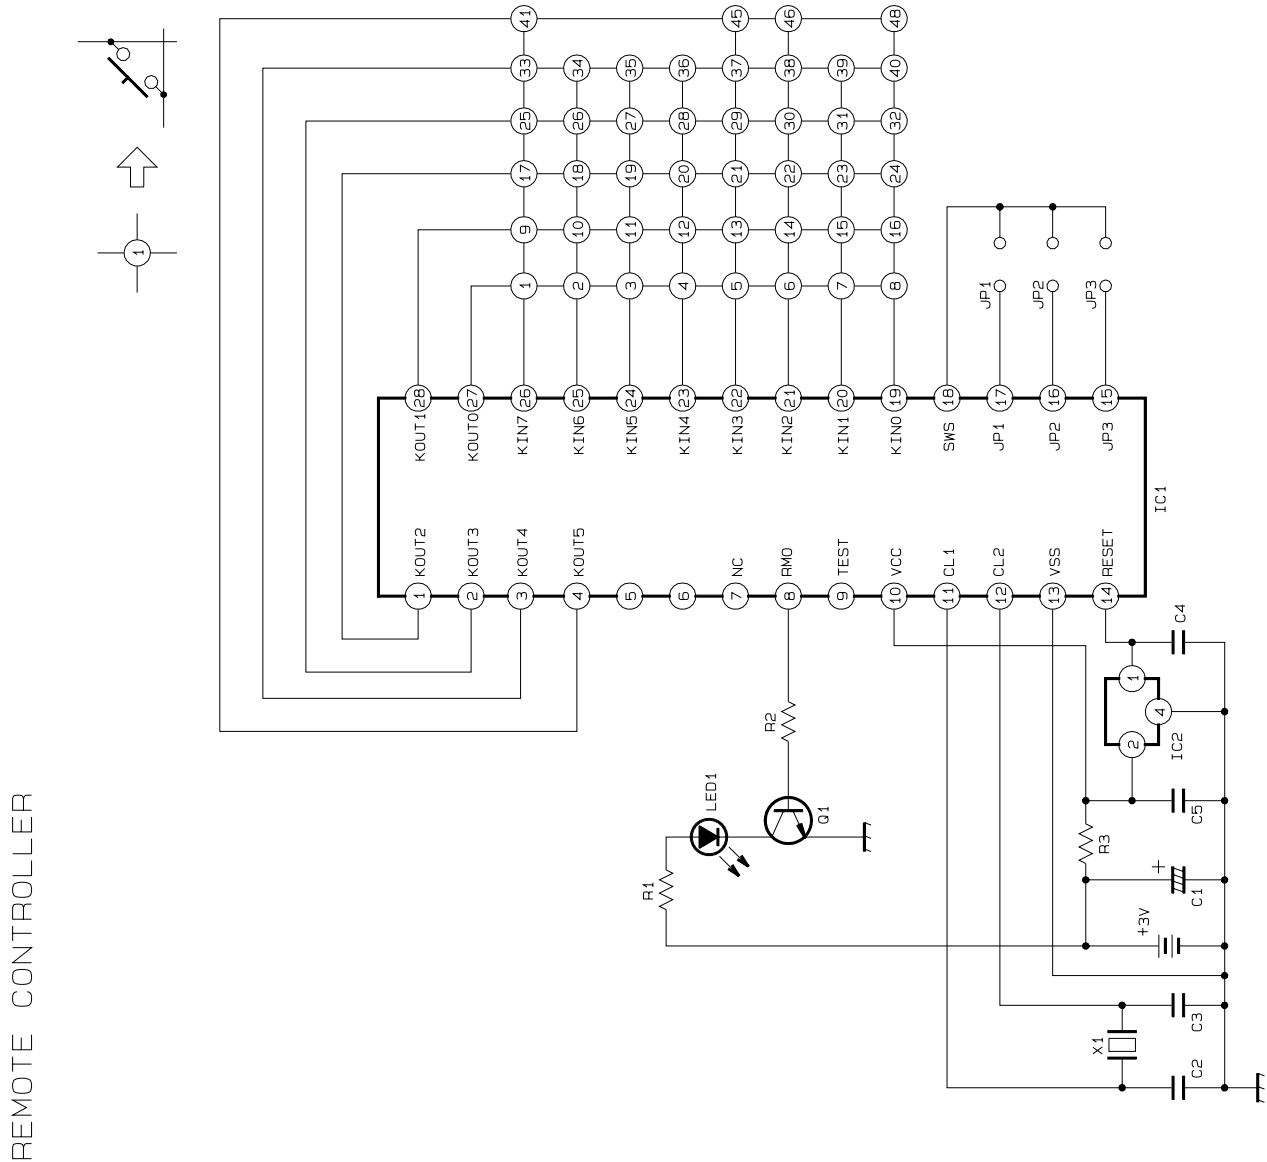 REMOTE CONTROLLER
1
41 45 46 48
33 34 35 36 37 38 39 40
25 26 27 28 29 30 31 32
17 18 19 20 21 22 23 24
9 10 11 12 13 14 15 16
1 2 3 4 5 6 7 8
JP1 JP2 JP3
28 27 26 25 24 23 22 21 20 19 18 17 16 15
KOUT1 KOUT0 KIN7 KIN6 KIN5 KIN4 KIN3 KIN2 KIN1 KIN0 SWS JP1 JP2 JP3
IC1
KOUT2 KOUT3 KOUT4 KOUT5 NC RMO TEST VCC CL1 CL2 VSS RESET
1 2 3 4 5 6 7 8 9 10 11 12 13 14
C4
1
4
2
IC2
R2
LED1
Q1
R1
R3
C5
+
C1
+3V
C3
X1
C2